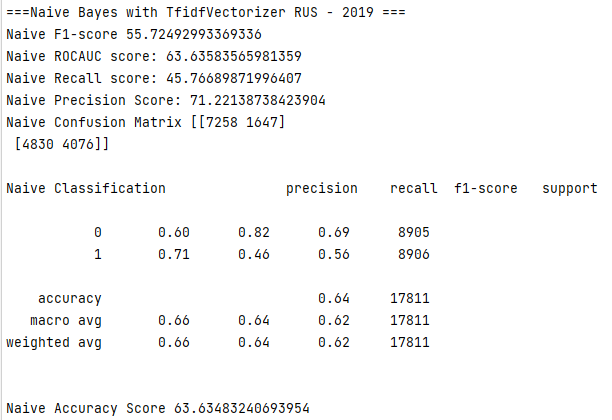 ===Naive Bayes with TfidfVectorizer RUS - 2019 ===
Naive F1-score 55.72492993369336
Naive ROCAUC score: 63.63583565981359
Naive Recall score: 45.76689871996407
Naive Precision Score: 71.22138738423904
Naive Confusion Matrix [[7258 1647]
 [4830 4076]]
Naive Classification               precision    recall  f1-score   support
           0       0.60      0.82      0.69      8905
           1       0.71      0.46      0.56      8906
    accuracy                           0.64     17811
   macro avg       0.66      0.64      0.62     17811
weighted avg       0.66      0.64      0.62     17811
Naive Accuracy Score 63.63483240693954